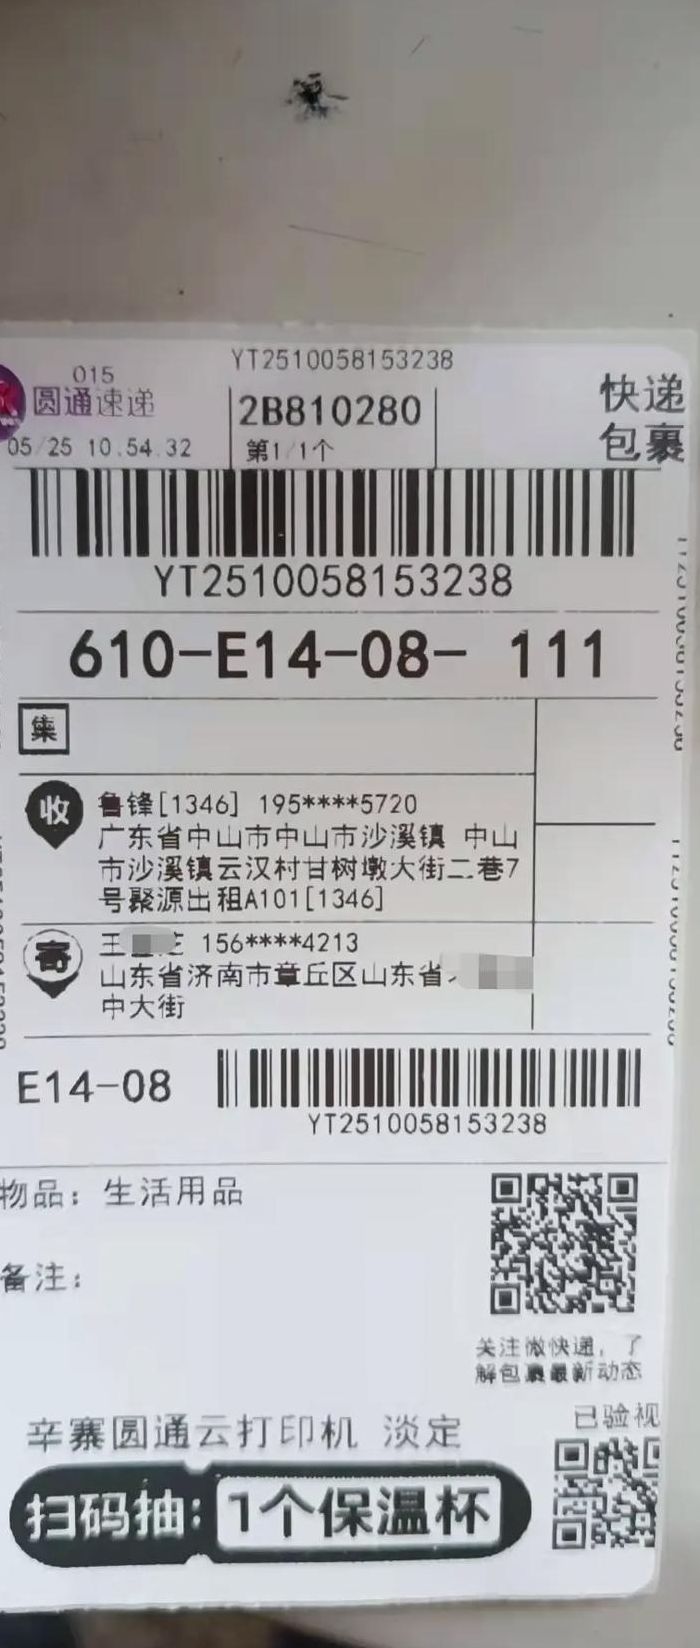 YT2510058153238
015
圆通速递
2B810280
快递
包裹
05/25 10.54.32
第1/1个
YT2510058153238
610-E14-08- 111
集
收
鲁锋[1346] 195****5720
广东省中山市中山市沙溪镇 中山
市沙溪镇云汉村甘树墩大街二巷7
号聚源出租A101[1346]
寄
王 156****4213
山东省济南市章丘区山东省
中大街
E14-08
YT2510058153238
物品：生活用品
备注：
关注微快递，了
解包裹最新动态
已验视
辛寨圆通云打印机 淡定
扫码抽：1个保温杯